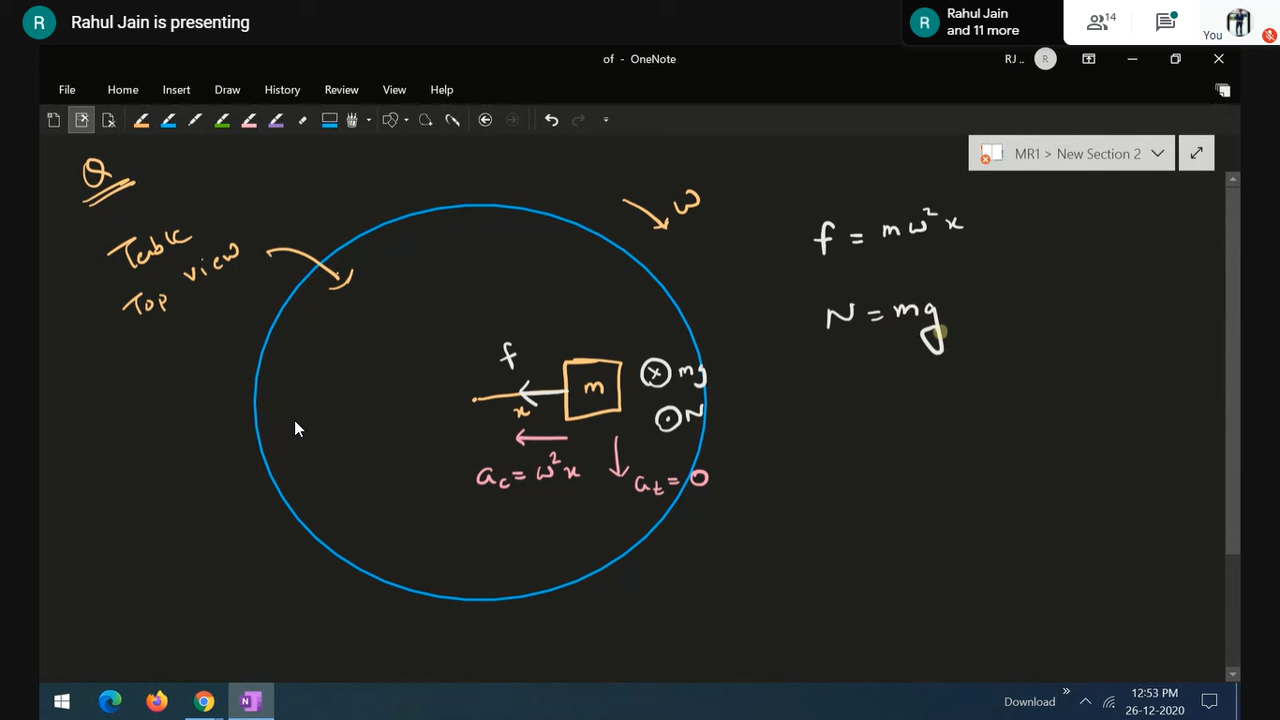 R Rahul Jain is presenting
R Rahul Jain and 11 more
14
You
of - OneNote
RJ .. R
File Home Insert Draw History Review View Help
MR1 > New Section 2
Q
Table
Top view
ω
f = mω²x
N = mg
f
m
x
mg
N
a_c = ω²x
a_t = 0
Download »
12:53 PM
26-12-2020